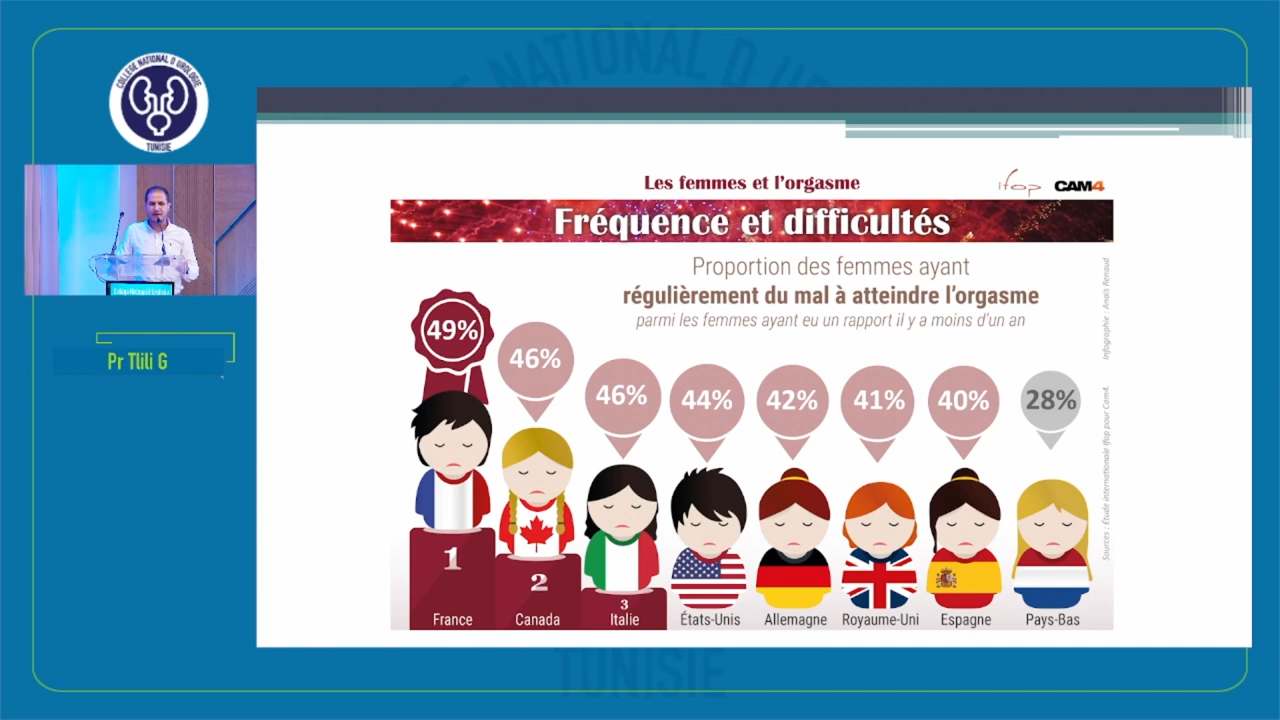 COLLÈGE NATIONAL D UROLOGIE
TUNISIE
Pr Tlili G
Les femmes et l'orgasme
ifop
CAM4
Fréquence et difficultés
Proportion des femmes ayant
régulièrement du mal à atteindre l'orgasme
parmi les femmes ayant eu un rapport il y a moins d'un an
49%
46%
46%
44%
42%
41%
40%
28%
1
2
3
France
Canada
Italie
États-Unis
Allemagne
Royaume-Uni
Espagne
Pays-Bas
Sources : Étude internationale Ifop pour Cam4.
Infographie : Anaïs Renaud
NATIONAL D U
TUNISIE